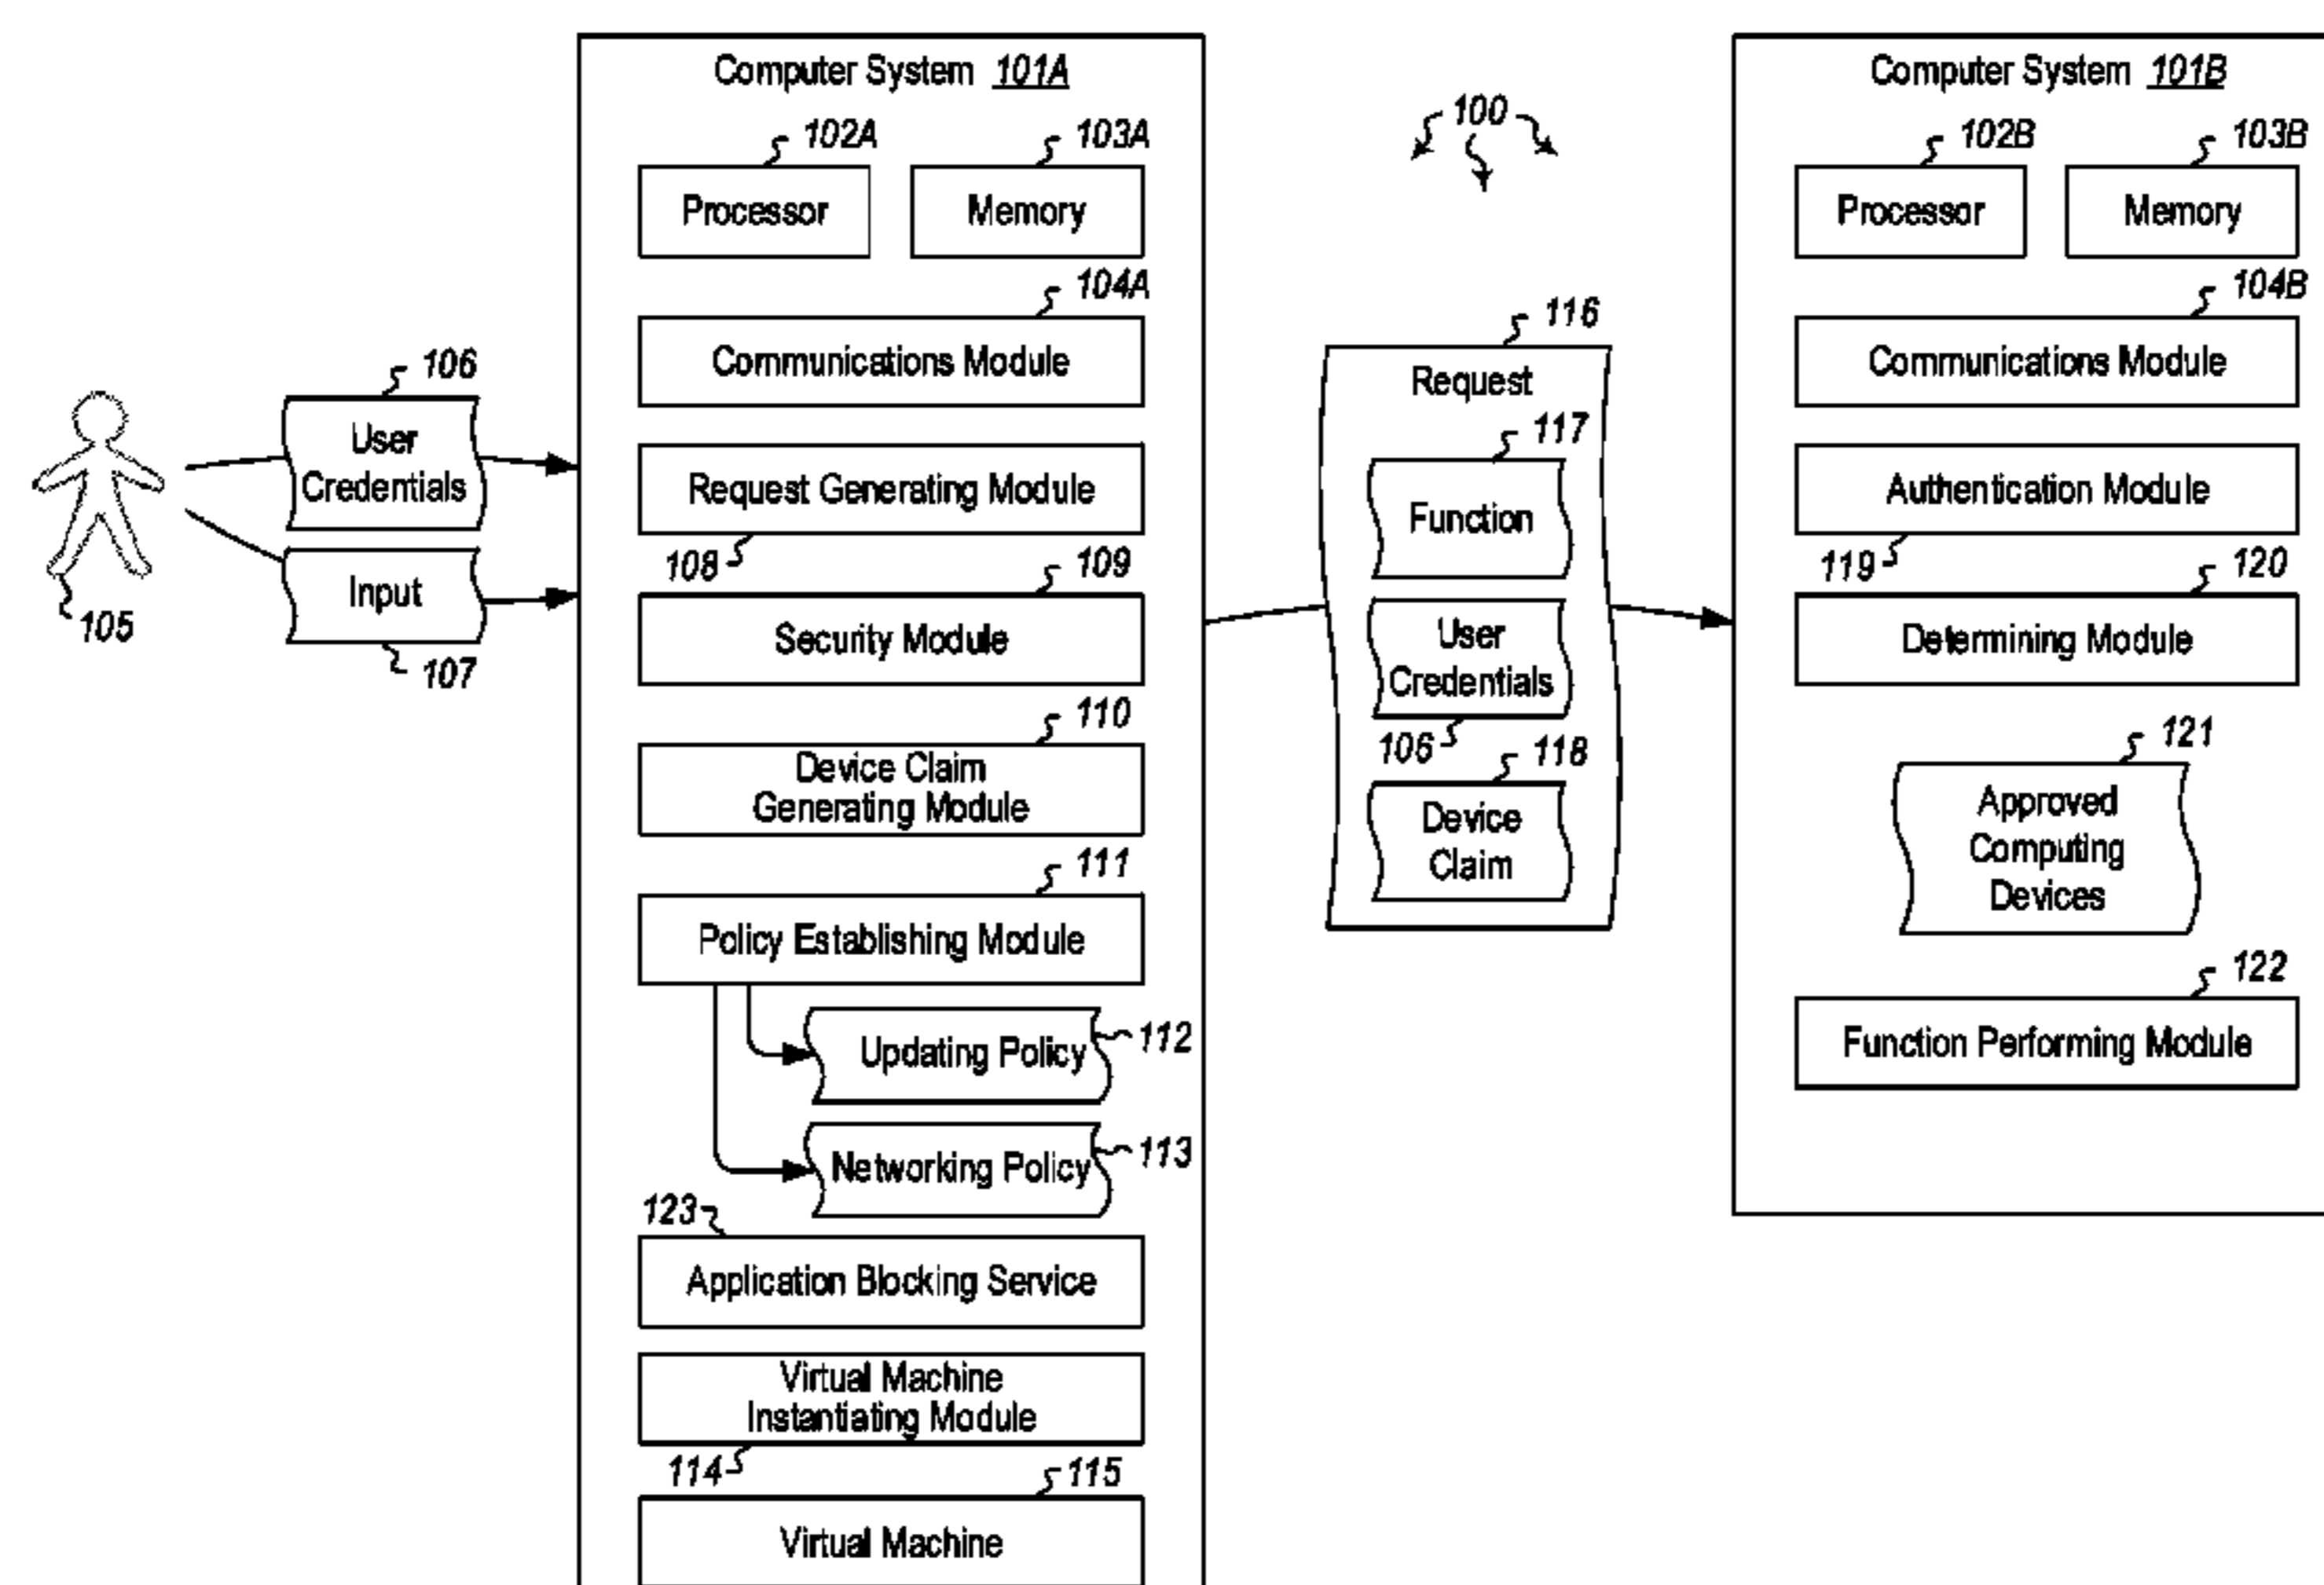 Computer System 101A
102A
103A
Processor
Memory
104A
Communications Module
Request Generating Module
108
109
Security Module
110
Device Claim
Generating Module
111
Policy Establishing Module
Updating Policy
112
Networking Policy
113
123
Application Blocking Service
Virtual Machine
Instantiating Module
114
115
Virtual Machine
106
User
Credentials
Input
105
107
100
116
Request
117
Function
User
Credentials
106
118
Device
Claim
Computer System 101B
102B
103B
Processor
Memory
104B
Communications Module
Authentication Module
119
120
Determining Module
121
Approved
Computing
Devices
122
Function Performing Module